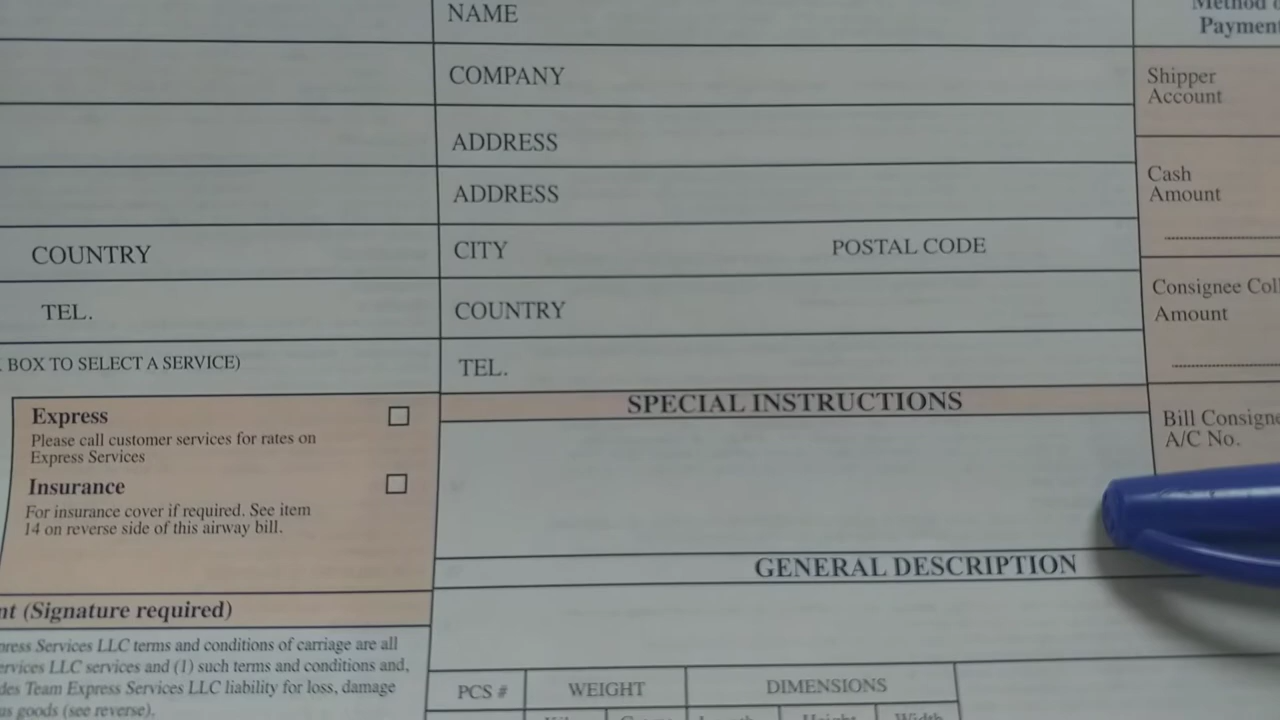 NAME
Method
Payment
COMPANY
Shipper
Account
ADDRESS
ADDRESS
Cash
Amount
COUNTRY
CITY POSTAL CODE
TEL.
COUNTRY
Consignee
Amount
BOX TO SELECT A SERVICE)
TEL.
SPECIAL INSTRUCTIONS
Bill
A/C No.
Express
Please call customer services for rates on
Express Services
Insurance
For insurance cover if required. See item
14 on reverse side of this airway bill.
GENERAL DESCRIPTION
(Signature required)
Services LLC terms and conditions of carriage are all
LLC services and (1) such terms and conditions and,
Team Express Services LLC liability for loss, damage
goods (see reverse).
PCS # WEIGHT DIMENSIONS
Height Width